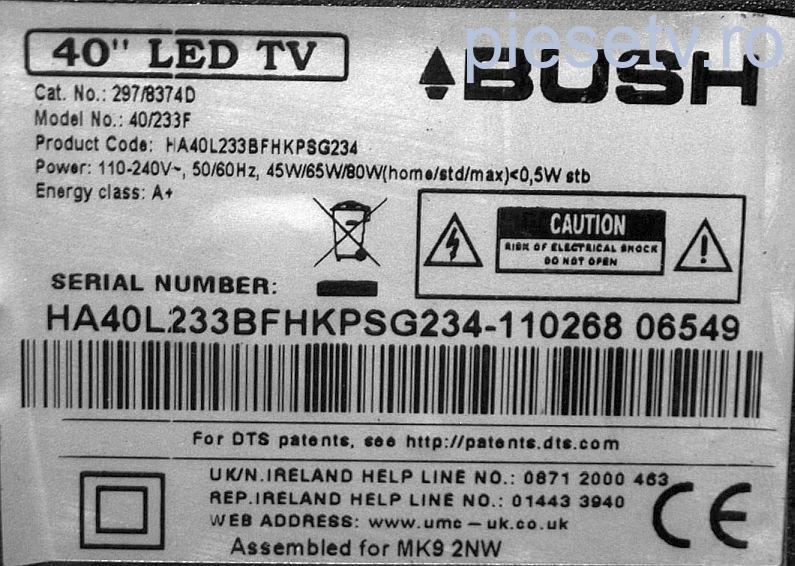 piesetv.ro
40" LED TV
BUSH
Cat. No.: 297/8374D
Model No.: 40/233F
Product Code: HA40L233BFHKPSG234
Power: 110-240V~, 50/60Hz, 45W/65W/80W(home/std/max)<0,5W stb
Energy class: A+
CAUTION
RISK OF ELECTRICAL SHOCK
DO NOT OPEN
SERIAL NUMBER:
HA40L233BFHKPSG234-110268 06549
For DTS patents, see http://patents.dts.com
UK/N.IRELAND HELP LINE NO.: 0871 2000 463
REP.IRELAND HELP LINE NO.: 01443 3940
WEB ADDRESS: www.umc-uk.co.uk
Assembled for MK9 2NW
CE